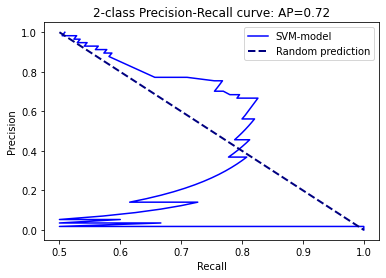 2-class Precision-Recall curve: AP=0.72
SVM-model
Random prediction
Precision
1.0
0.8
0.6
0.4
0.2
0.0
0.5
0.6
0.7
0.8
0.9
1.0
Recall